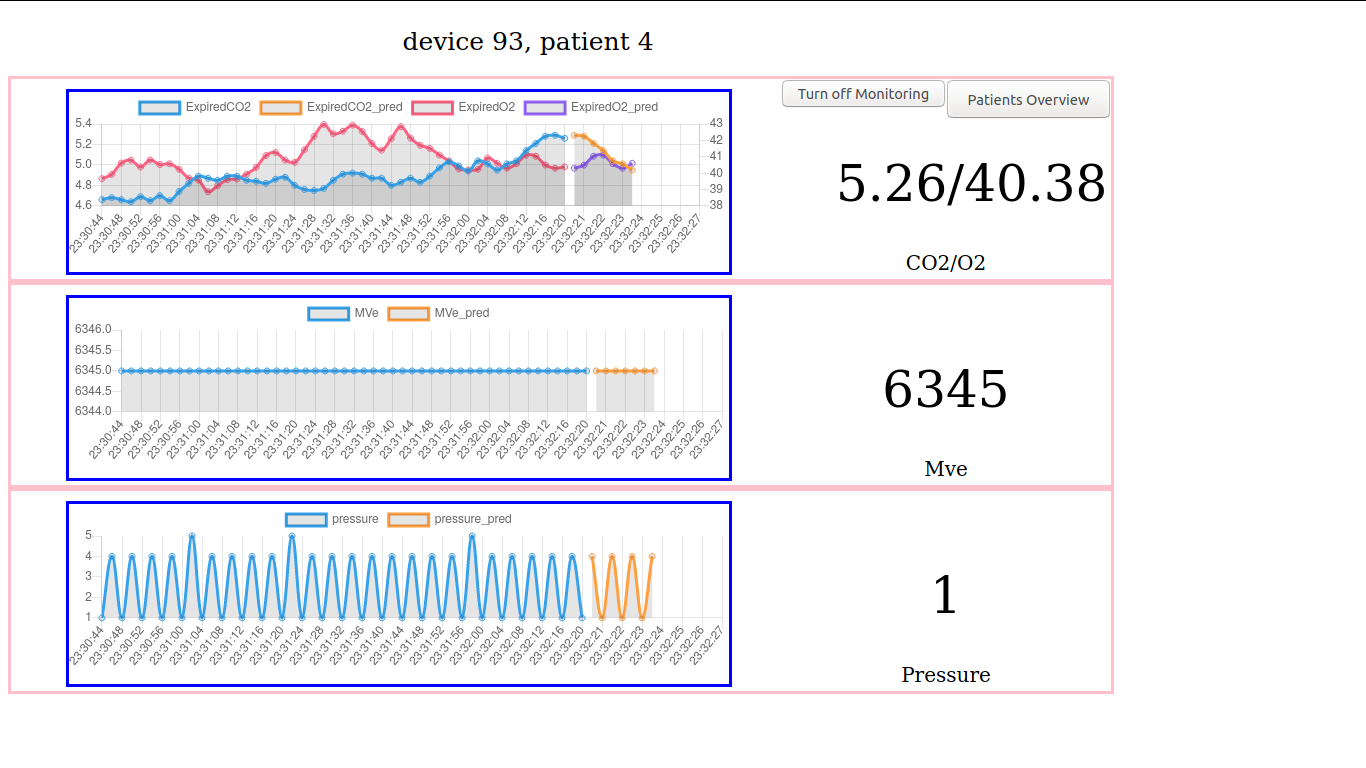 device 93, patient 4
ExpiredCO2 ExpiredCO2_pred ExpiredO2 ExpiredO2_pred
Turn off Monitoring
Patients Overview
5.4
5.2
5.0
4.8
4.6
43
42
41
40
39
38
23:30:44 23:30:48 23:30:52 23:30:56 23:31:00 23:31:04 23:31:08 23:31:12 23:31:16 23:31:20 23:31:24 23:31:28 23:31:32 23:31:36 23:31:40 23:31:44 23:31:48 23:31:52 23:31:56 23:32:00 23:32:04 23:32:08 23:32:12 23:32:16 23:32:20 23:32:21 23:32:22 23:32:23 23:32:24 23:32:25 23:32:26 23:32:27
5.26/40.38
CO2/O2
MVe MVe_pred
6346.0
6345.5
6345.0
6344.5
6344.0
23:30:44 23:30:48 23:30:52 23:30:56 23:31:00 23:31:04 23:31:08 23:31:12 23:31:16 23:31:20 23:31:24 23:31:28 23:31:32 23:31:36 23:31:40 23:31:44 23:31:48 23:31:52 23:31:56 23:32:00 23:32:04 23:32:08 23:32:12 23:32:16 23:32:20 23:32:21 23:32:22 23:32:23 23:32:24 23:32:25 23:32:26 23:32:27
6345
Mve
pressure pressure_pred
5
4
3
2
1
23:30:44 23:30:48 23:30:52 23:30:56 23:31:00 23:31:04 23:31:08 23:31:12 23:31:16 23:31:20 23:31:24 23:31:28 23:31:32 23:31:36 23:31:40 23:31:44 23:31:48 23:31:52 23:31:56 23:32:00 23:32:04 23:32:08 23:32:12 23:32:16 23:32:20 23:32:21 23:32:22 23:32:23 23:32:24 23:32:25 23:32:26 23:32:27
1
Pressure